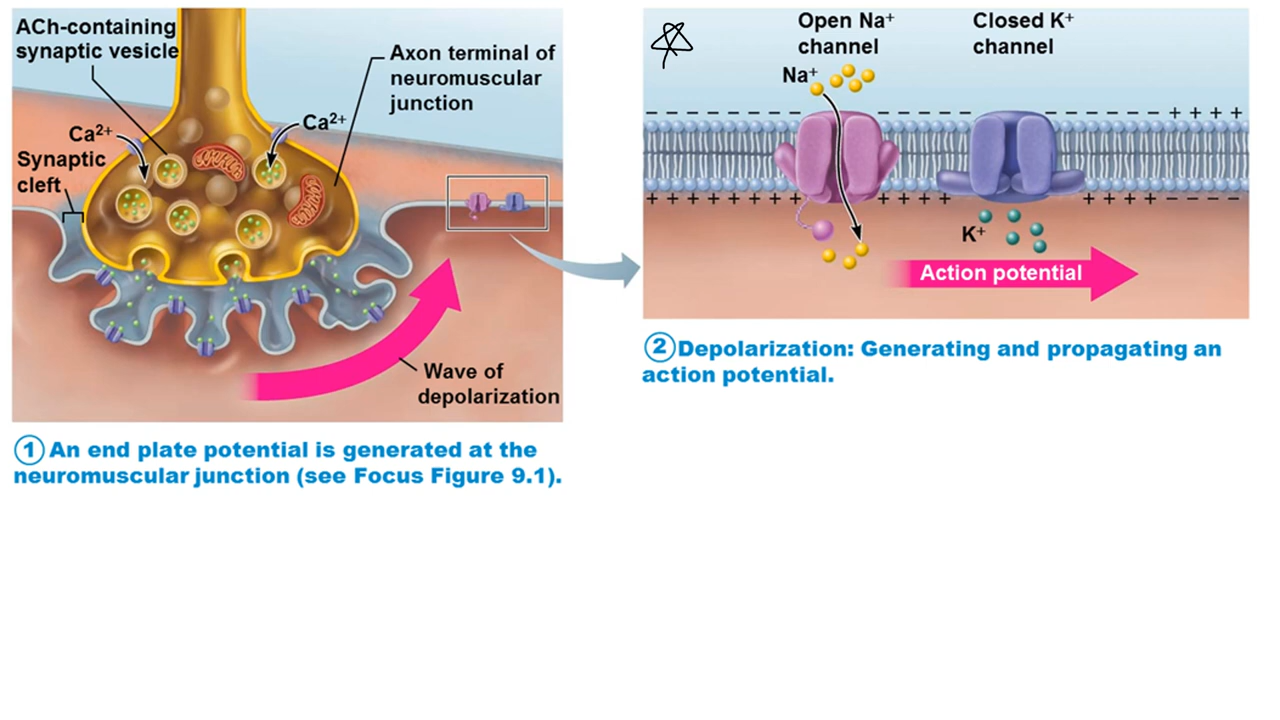 ACh-containing
synaptic vesicle
Axon terminal of
neuromuscular
junction
Ca²⁺
Ca²⁺
Synaptic
cleft
Wave of
depolarization
① An end plate potential is generated at the
neuromuscular junction (see Focus Figure 9.1).
Open Na⁺
channel
Closed K⁺
channel
Na⁺
− − − − − − − − − − − − − − − − − + + + +
+ + + + + + + + + + + + + + + + + − − − −
K⁺
Action potential
② Depolarization: Generating and propagating an
action potential.